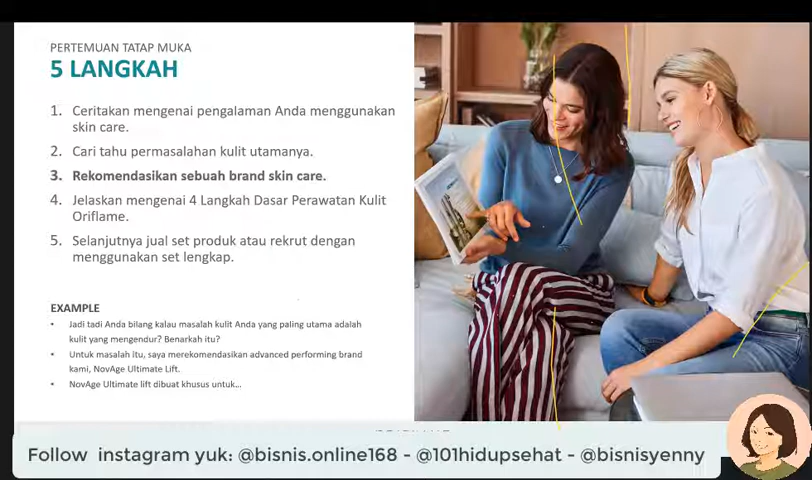 PERTEMUAN TATAP MUKA
5 LANGKAH
1. Ceritakan mengenai pengalaman Anda menggunakan
skin care.
2. Cari tahu permasalahan kulit utamanya.
3. Rekomendasikan sebuah brand skin care.
4. Jelaskan mengenai 4 Langkah Dasar Perawatan Kulit
Oriflame.
5. Selanjutnya jual set produk atau rekrut dengan
menggunakan set lengkap.
EXAMPLE
• Jadi tadi Anda bilang kalau masalah kulit Anda yang paling utama adalah
kulit yang mengendur? Benarkah itu?
• Untuk masalah itu, saya merekomendasikan advanced performing brand
kami, NovAge Ultimate Lift.
• NovAge Ultimate lift dibuat khusus untuk...
Follow instagram yuk: @bisnis.online168 - @101hidupsehat - @bisnisyenny